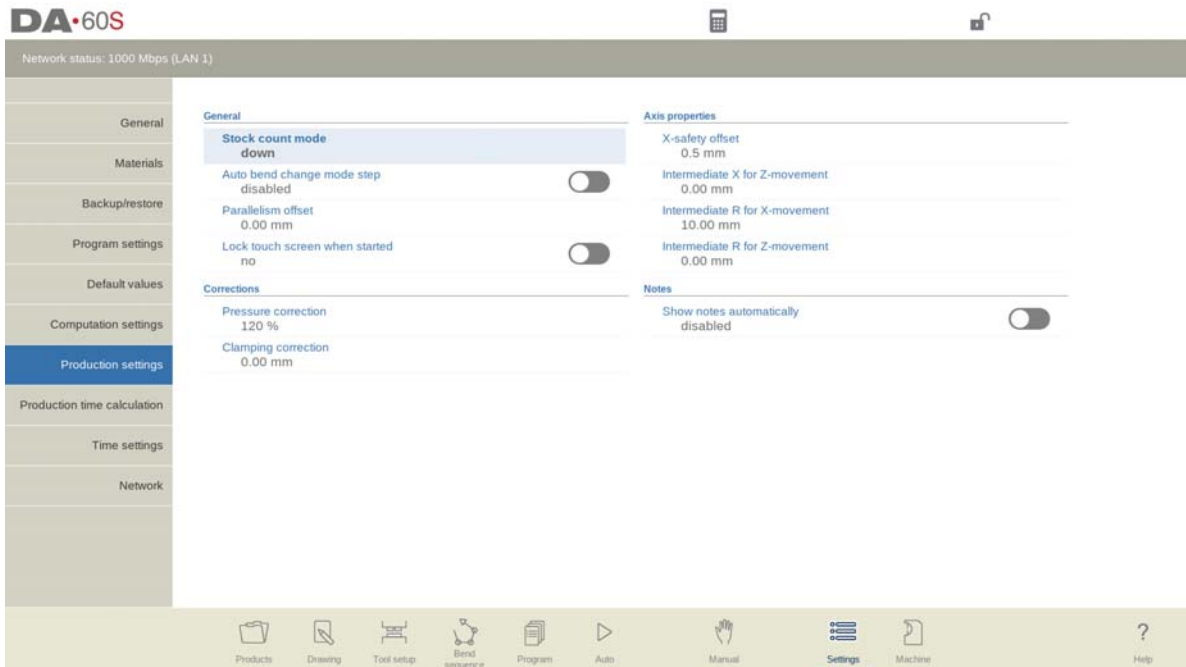 DA•60S
Network status: 1000 Mbps (LAN 1)
General
Materials
Backup/restore
Program settings
Default values
Computation settings
Production settings
Production time calculation
Time settings
Network
General
Stock count mode
down
Auto bend change mode step
disabled
Parallelism offset
0.00 mm
Lock touch screen when started
no
Corrections
Pressure correction
120 %
Clamping correction
0.00 mm
Axis properties
X-safety offset
0.5 mm
Intermediate X for Z-movement
0.00 mm
Intermediate R for X-movement
10.00 mm
Intermediate R for Z-movement
0.00 mm
Notes
Show notes automatically
disabled
Products
Drawing
Tool setup
Bend
sequence
Program
Auto
Manual
Settings
Machine
?
Help